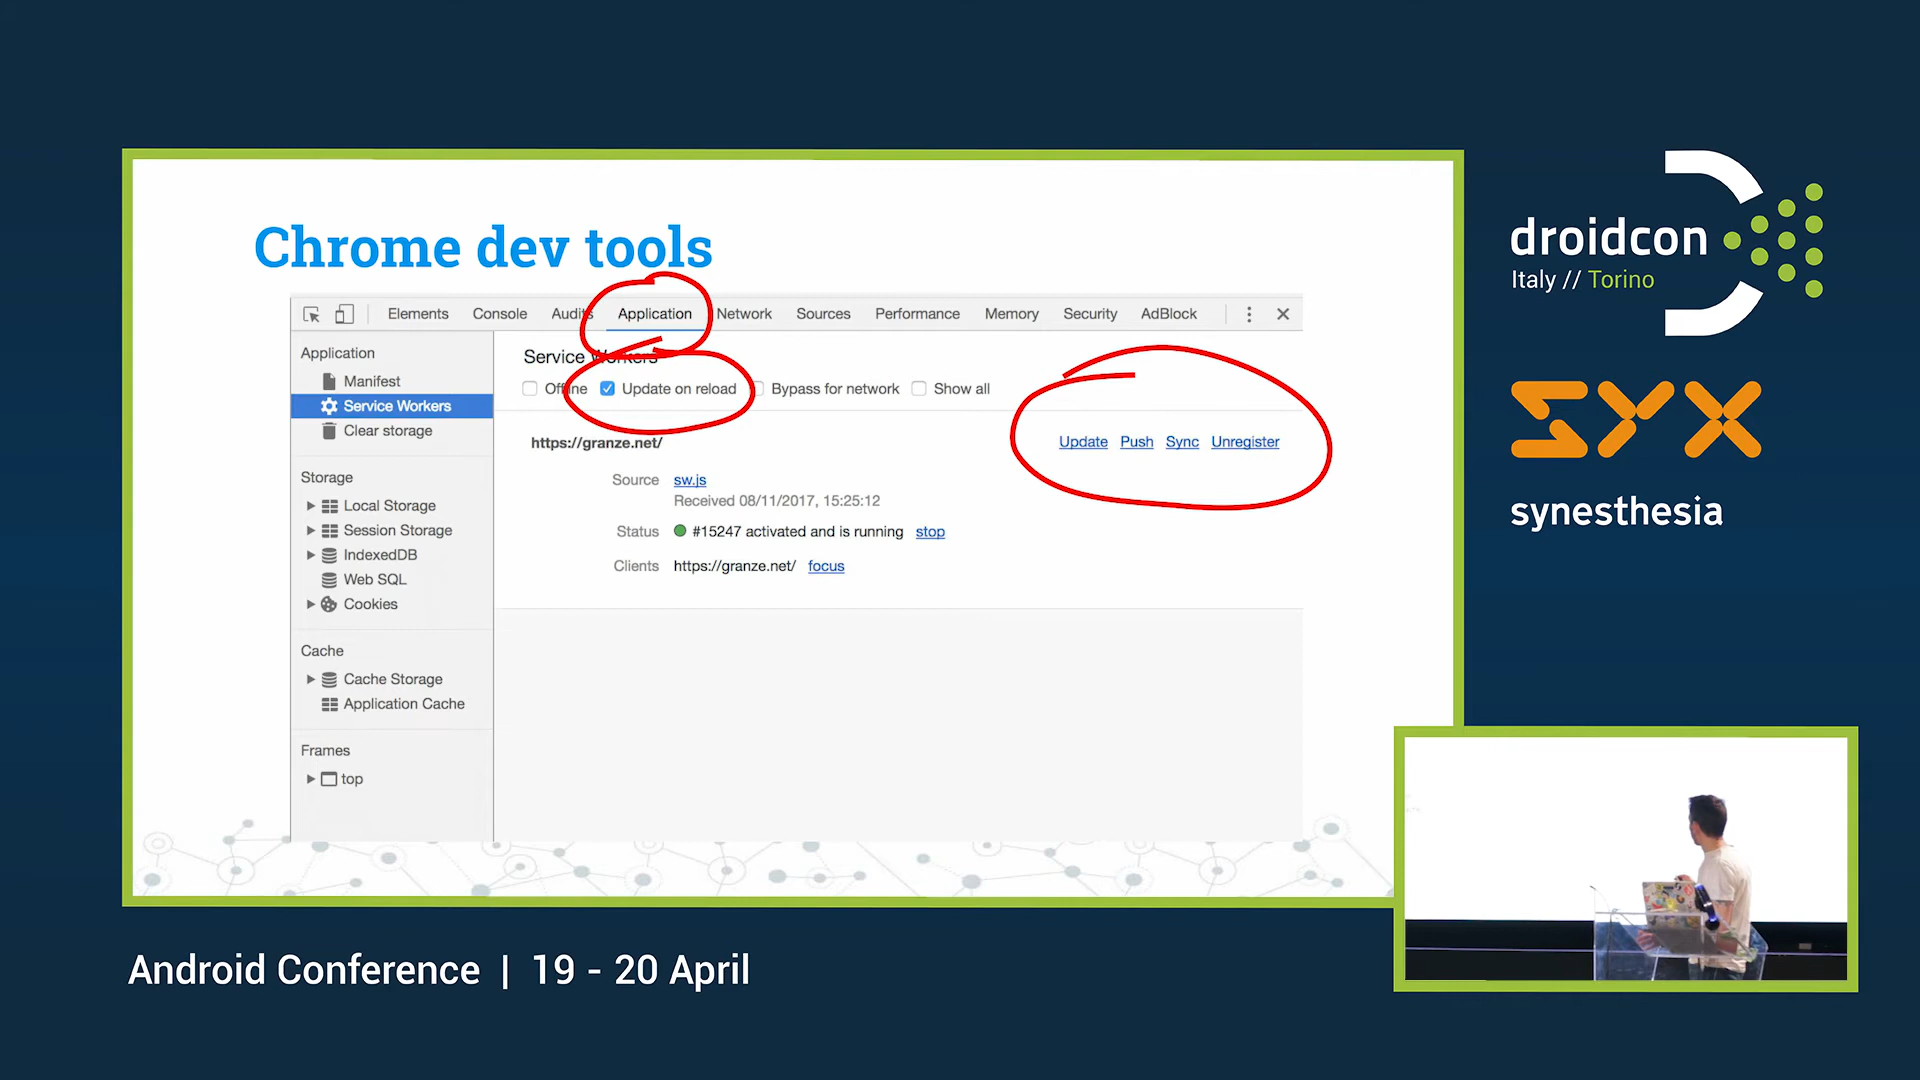 Chrome dev tools
Elements Console Audits Application Network Sources Performance Memory Security AdBlock
Application
Manifest
Service Workers
Clear storage
Storage
Local Storage
Session Storage
IndexedDB
Web SQL
Cookies
Cache
Cache Storage
Application Cache
Frames
top
Service Workers
Offline Update on reload Bypass for network Show all
https://granze.net/ Update Push Sync Unregister
Source sw.js
Received 08/11/2017, 15:25:12
Status #15247 activated and is running stop
Clients https://granze.net/ focus
droidcon
Italy // Torino
SYX
synesthesia
Android Conference | 19 - 20 April